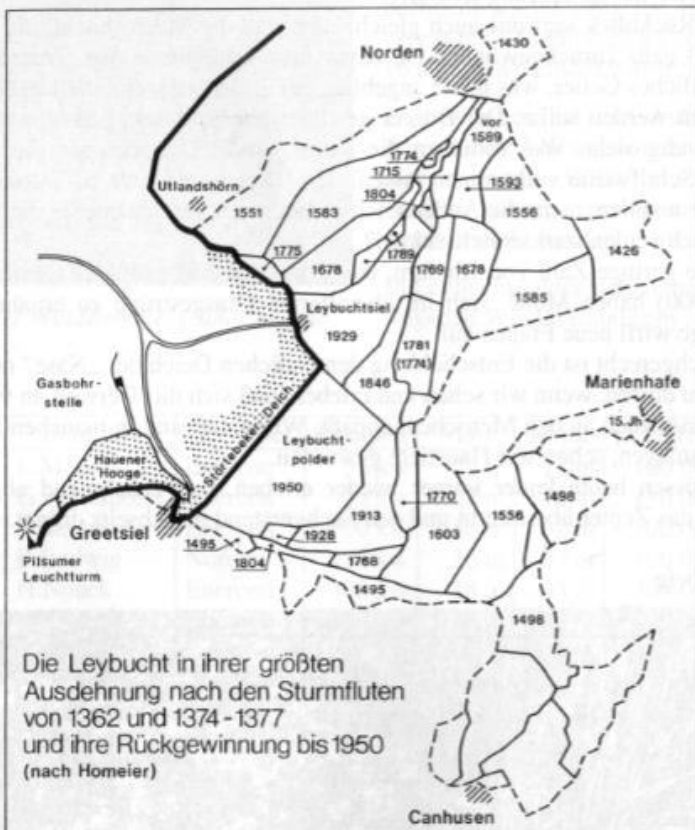 Norden
1430
vor
1589
1774
1715
1593
1804
Utlandshörn
1551
1583
1556
1426
1789
1775
1678
1769
1678
Leybuchtsiel
1585
1929
1781
(1774)
Marienhafe
Gasbohr-
stelle
1846
Störtebeker-Deich
Leybucht-
polder
Hauener
Hooge
1950
1498
1770
1913
1556
Greetsiel
1928
1603
1495
Pilsumer
Leuchtturm
1804
1768
1495
1498
Die Leybucht in ihrer größten
Ausdehnung nach den Sturmfluten
von 1362 und 1374-1377
und ihre Rückgewinnung bis 1950
(nach Homeier)
Canhusen